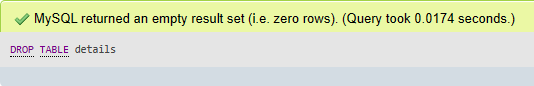 MySQL returned an empty result set (i.e. zero rows). (Query took 0.0174 seconds.)
DROP TABLE details